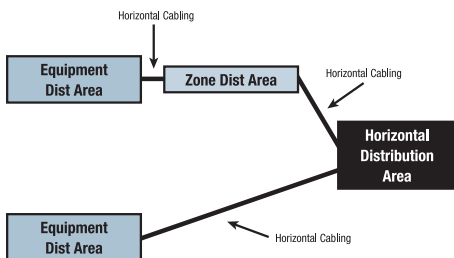 Horizontal Cabling
Equipment
Dist Area
Zone Dist Area
Horizontal Cabling
Horizontal
Distribution
Area
Equipment
Dist Area
Horizontal Cabling